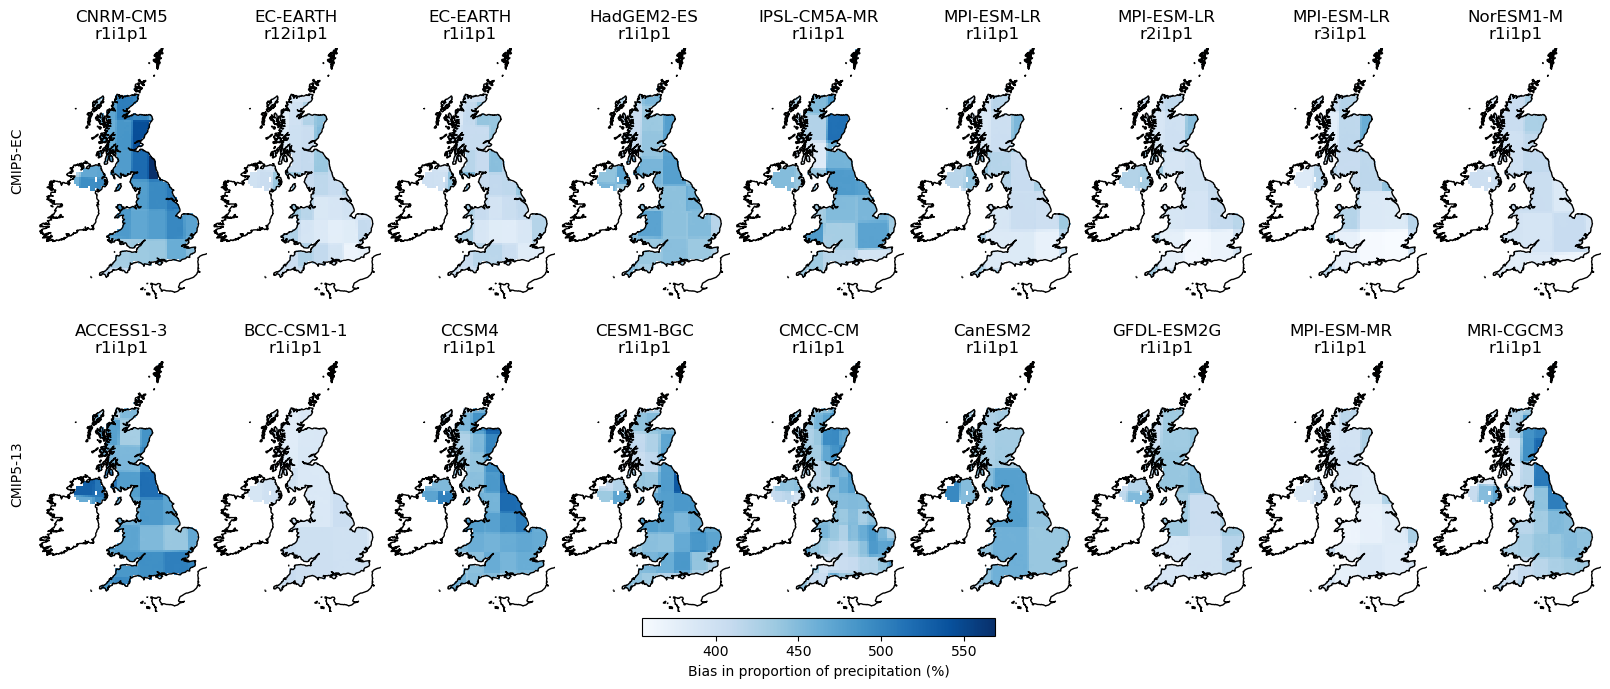 CNRM-CM5
r1i1p1
EC-EARTH
r12i1p1
EC-EARTH
r1i1p1
HadGEM2-ES
r1i1p1
IPSL-CM5A-MR
r1i1p1
MPI-ESM-LR
r1i1p1
MPI-ESM-LR
r2i1p1
MPI-ESM-LR
r3i1p1
NorESM1-M
r1i1p1
CMIP5-EC
ACCESS1-3
r1i1p1
BCC-CSM1-1
r1i1p1
CCSM4
r1i1p1
CESM1-BGC
r1i1p1
CMCC-CM
r1i1p1
CanESM2
r1i1p1
GFDL-ESM2G
r1i1p1
MPI-ESM-MR
r1i1p1
MRI-CGCM3
r1i1p1
CMIP5-13
400 450 500 550
Bias in proportion of precipitation (%)